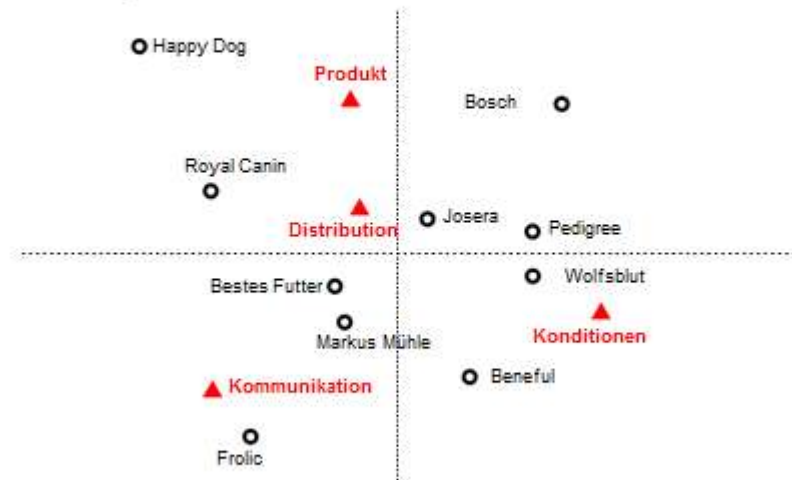 Happy Dog
Produkt
Bosch
Royal Canin
Josera
Distribution
Pedigree
Wolfsblut
Bestes Futter
Konditionen
Markus Mühle
Beneful
Kommunikation
Frolic